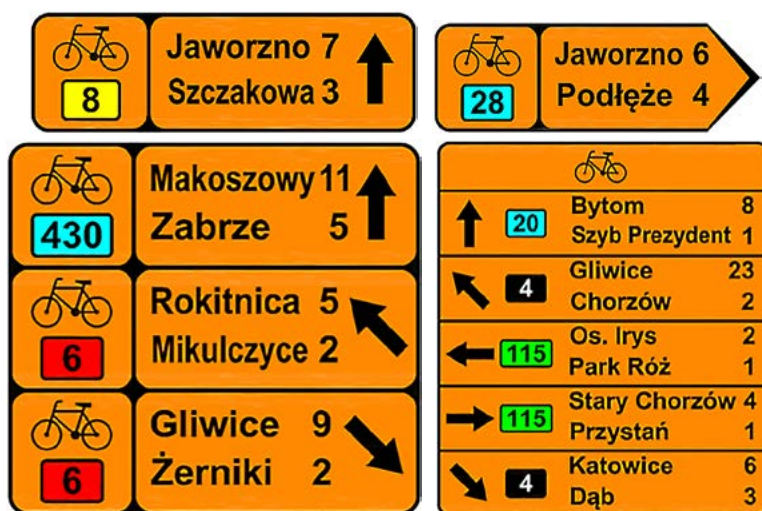 Jaworzno 7
8
Szczakowa 3
Jaworzno 6
28
Podłęże 4
Makoszowy 11
430
Zabrze 5
Rokitnica 5
6
Mikulczyce 2
Gliwice 9
6
Żerniki 2
20
Bytom 8
Szyb Prezydent 1
4
Gliwice 23
Chorzów 2
115
Os. Irys 2
Park Róż 1
115
Stary Chorzów 4
Przystań 1
4
Katowice 6
Dąb 3